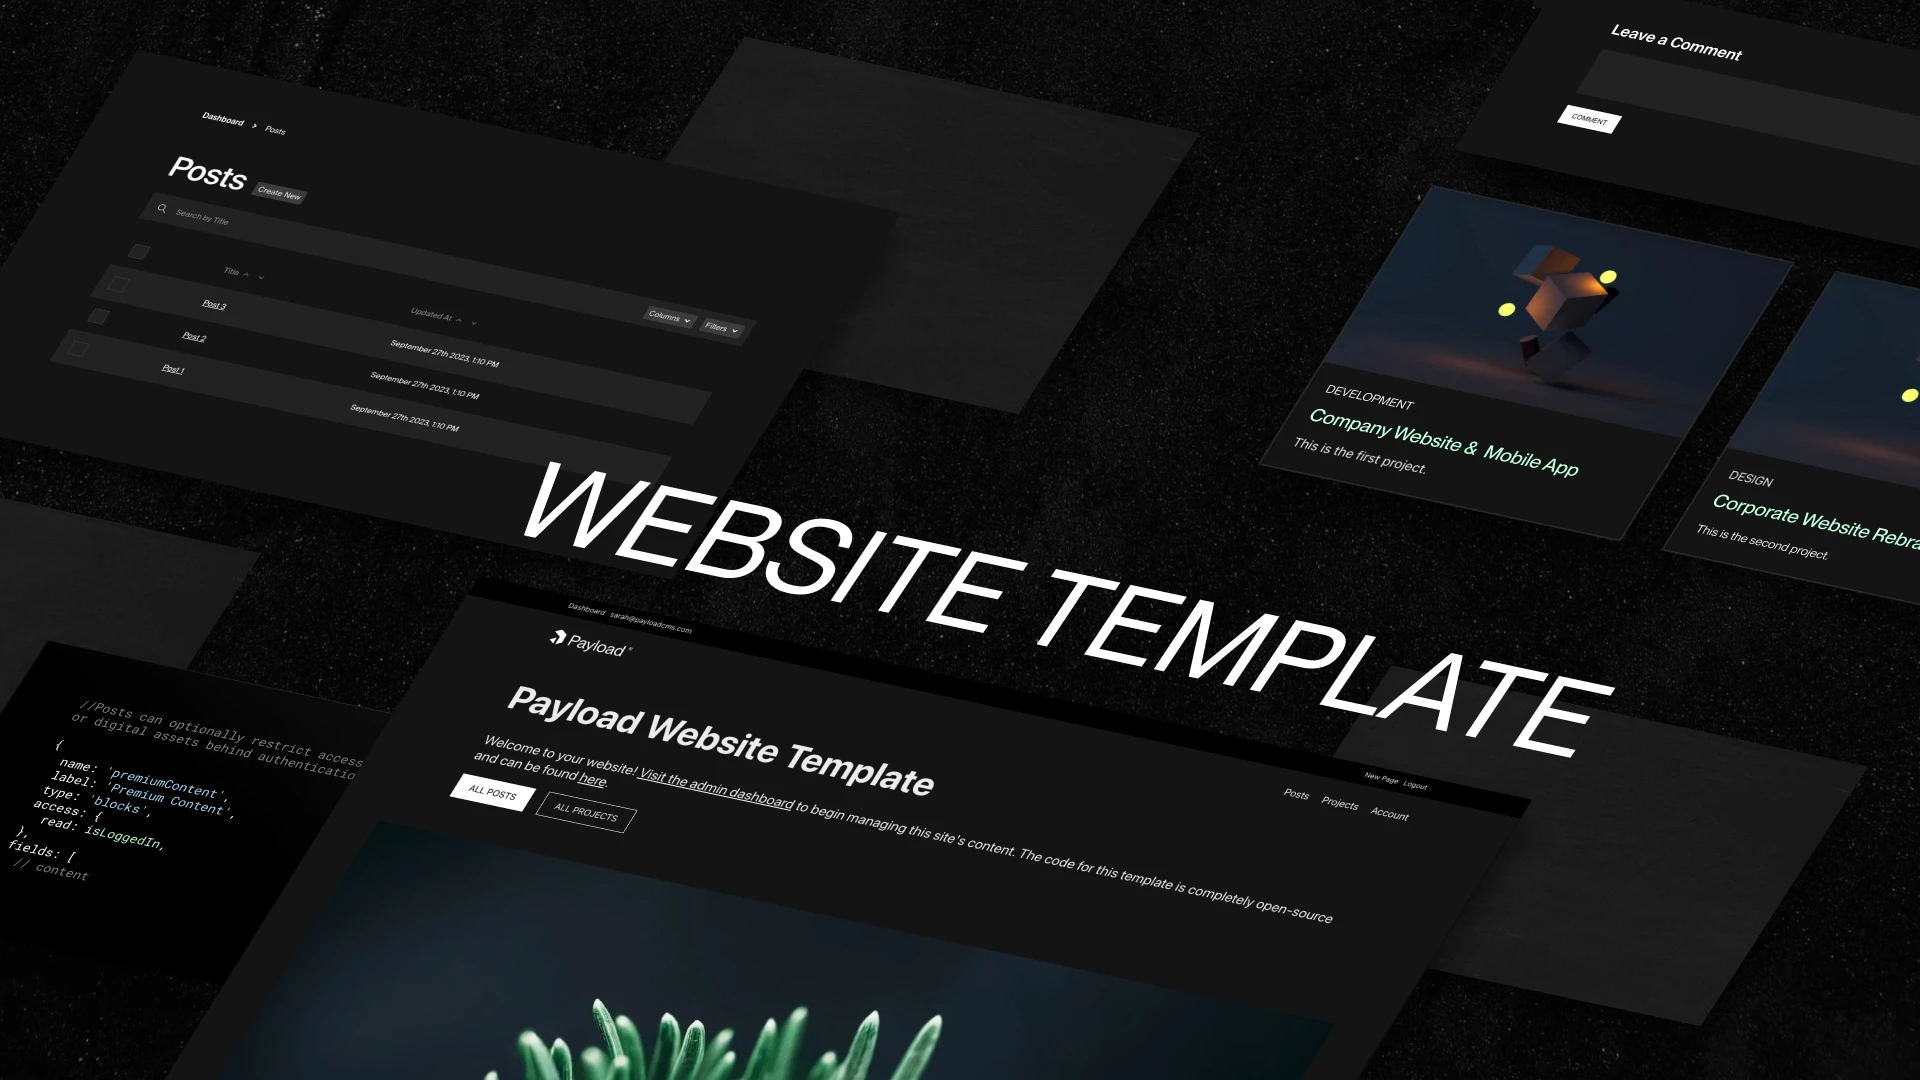 Dashboard > Posts
Posts Create New
Search by Title
Columns Filters
Title Updated At
Post 3 September 27th 2023, 1:10 PM
Post 2 September 27th 2023, 1:10 PM
Post 1 September 27th 2023, 1:10 PM
Leave a Comment
COMMENT
DEVELOPMENT
Company Website & Mobile App
This is the first project.
DESIGN
Corporate Website Rebra
This is the second project.
WEBSITE TEMPLATE
//Posts can optionally restrict access
or digital assets behind authenticatio
{
name: 'premiumContent',
label: 'Premium Content',
type: 'blocks',
access: {
read: isLoggedIn,
},
fields: [
// content
Dashboard sarah@payloadcms.com
New Page Logout
Payload®
Posts Projects Account
Payload Website Template
Welcome to your website! Visit the admin dashboard to begin managing this site's content. The code for this template is completely open-source
and can be found here.
ALL POSTS ALL PROJECTS